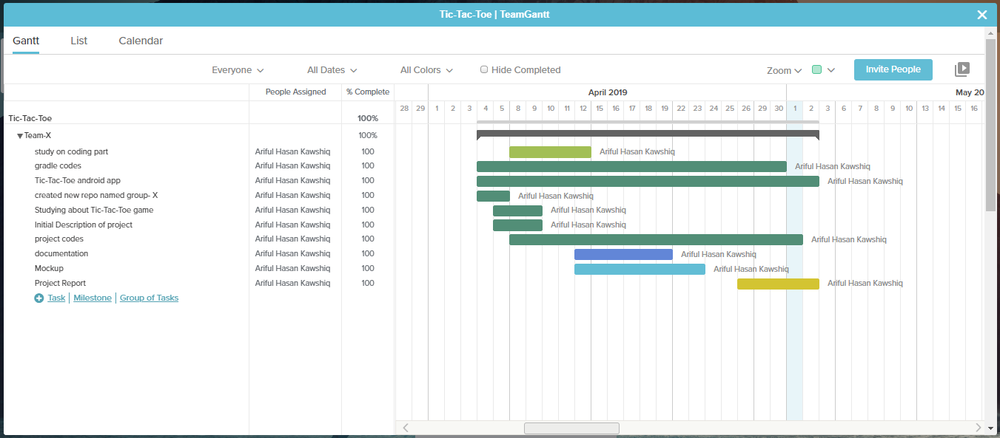 Tic-Tac-Toe | TeamGantt
Gantt List Calendar
Everyone All Dates All Colors Hide Completed Zoom Invite People
People Assigned % Complete April 2019 May 20
28 29 1 2 3 4 5 8 9 10 11 12 15 16 17 18 19 22 23 24 25 26 29 30 1 2 3 6 7 8 9 10 13 14 15 16
Tic-Tac-Toe 100%
Team-X 100%
study on coding part Ariful Hasan Kawshiq 100 Ariful Hasan Kawshiq
gradle codes Ariful Hasan Kawshiq 100 Ariful Hasan Kawshiq
Tic-Tac-Toe android app Ariful Hasan Kawshiq 100 Ariful Hasan Kawshiq
created new repo named group- X Ariful Hasan Kawshiq 100 Ariful Hasan Kawshiq
Studying about Tic-Tac-Toe game Ariful Hasan Kawshiq 100 Ariful Hasan Kawshiq
Initial Description of project Ariful Hasan Kawshiq 100 Ariful Hasan Kawshiq
project codes Ariful Hasan Kawshiq 100 Ariful Hasan Kawshiq
documentation Ariful Hasan Kawshiq 100 Ariful Hasan Kawshiq
Mockup Ariful Hasan Kawshiq 100 Ariful Hasan Kawshiq
Project Report Ariful Hasan Kawshiq 100 Ariful Hasan Kawshiq
Task | Milestone | Group of Tasks